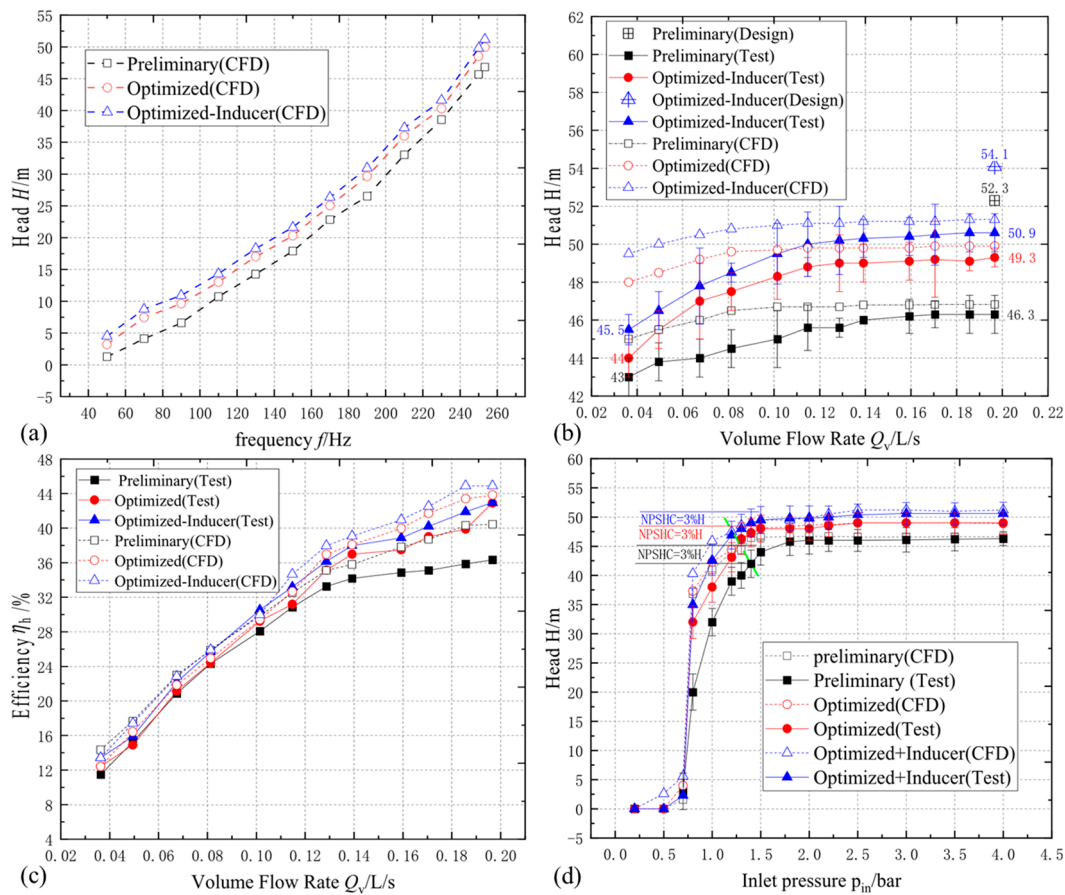 55
50
45
40
35
30
25
20
15
10
5
0
-5
Head H/m
Preliminary(CFD)
Optimized(CFD)
Optimized-Inducer(CFD)
40 60 80 100 120 140 160 180 200 220 240 260
frequency f/Hz
(a)
62
60
58
56
54
52
50
48
46
44
42
Head H/m
Preliminary(Design)
Preliminary(Test)
Optimized-Inducer(Test)
Optimized-Inducer(Design)
Optimized-Inducer(Test)
Preliminary(CFD)
Optimized(CFD)
Optimized-Inducer(CFD)
54.1
52.3
50.9
49.3
46.3
45.5
44
43
0.02 0.04 0.06 0.08 0.10 0.12 0.14 0.16 0.18 0.20 0.22
Volume Flow Rate Qv/L/s
(b)
48
44
40
36
32
28
24
20
16
12
8
4
Efficiency ηh/%
Preliminary(Test)
Optimized(Test)
Optimized-Inducer(Test)
Preliminary(CFD)
Optimized(CFD)
Optimized-Inducer(CFD)
0.02 0.04 0.06 0.08 0.10 0.12 0.14 0.16 0.18 0.20
Volume Flow Rate Qv/L/s
(c)
60
55
50
45
40
35
30
25
20
15
10
5
0
-5
Head H/m
NPSHC=3%H
NPSHC=3%H
NPSHC=3%H
preliminary(CFD)
Preliminary (Test)
Optimized(CFD)
Optimized(Test)
Optimized+Inducer(CFD)
Optimized+Inducer(Test)
0.0 0.5 1.0 1.5 2.0 2.5 3.0 3.5 4.0 4.5
Inlet pressure pin/bar
(d)